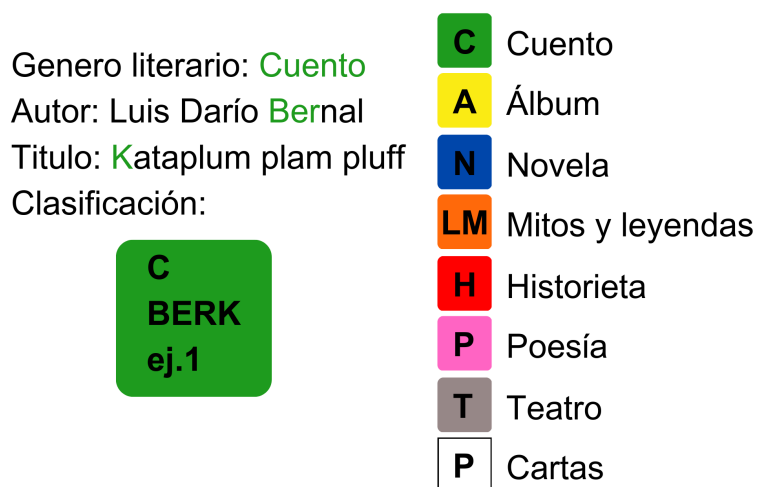 Genero literario: Cuento
Autor: Luis Darío Bernal
Titulo: Kataplum plam pluff
Clasificación:
C
BERK
ej.1
C Cuento
A Álbum
N Novela
LM Mitos y leyendas
H Historieta
P Poesía
T Teatro
P Cartas